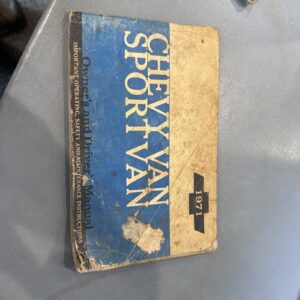 1971
CHEVY VAN
SPORTVAN
Owner's and Driver's Manual
IMPORTANT OPERATING, SAFETY AND MAINTENANCE INSTRUCTIONS